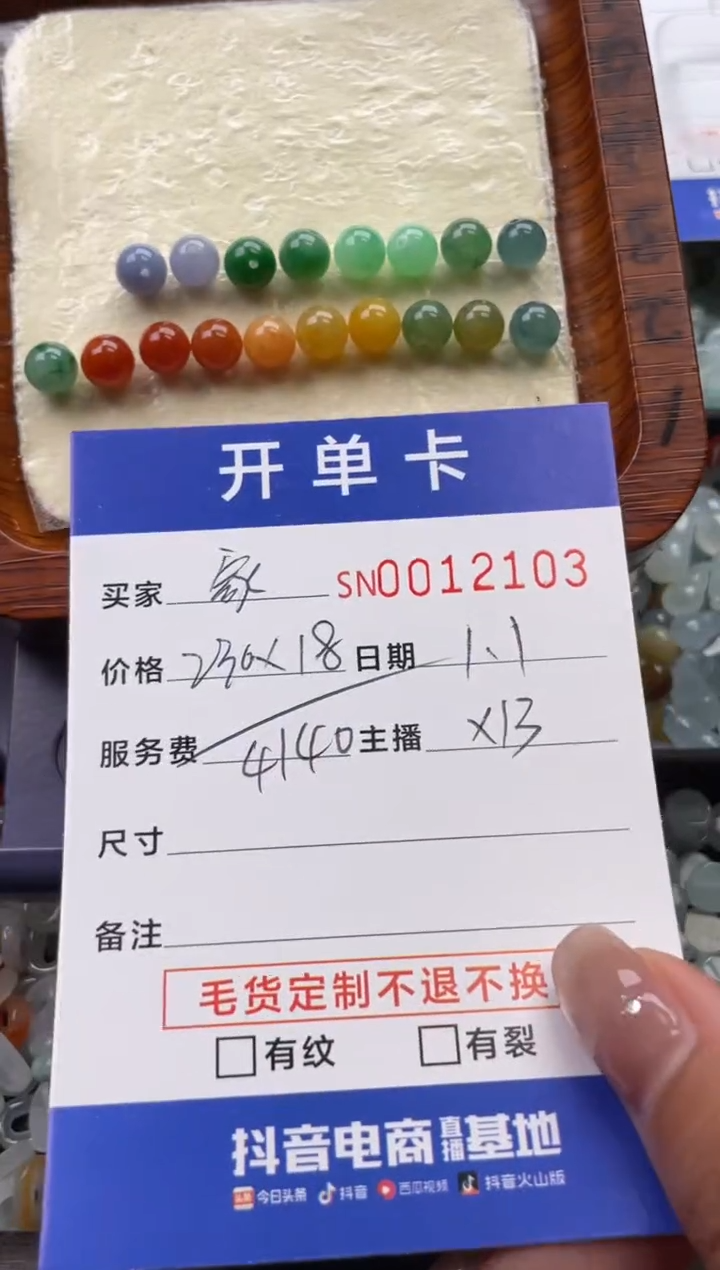 开单卡
买家 SN0012103
价格 230×18 日期 1.1
服务费 4140 主播 X13
尺寸
备注
毛货定制不退不换
有纹 有裂
抖音电商直播基地
头条 今日头条 抖音 西瓜视频 抖音火山版